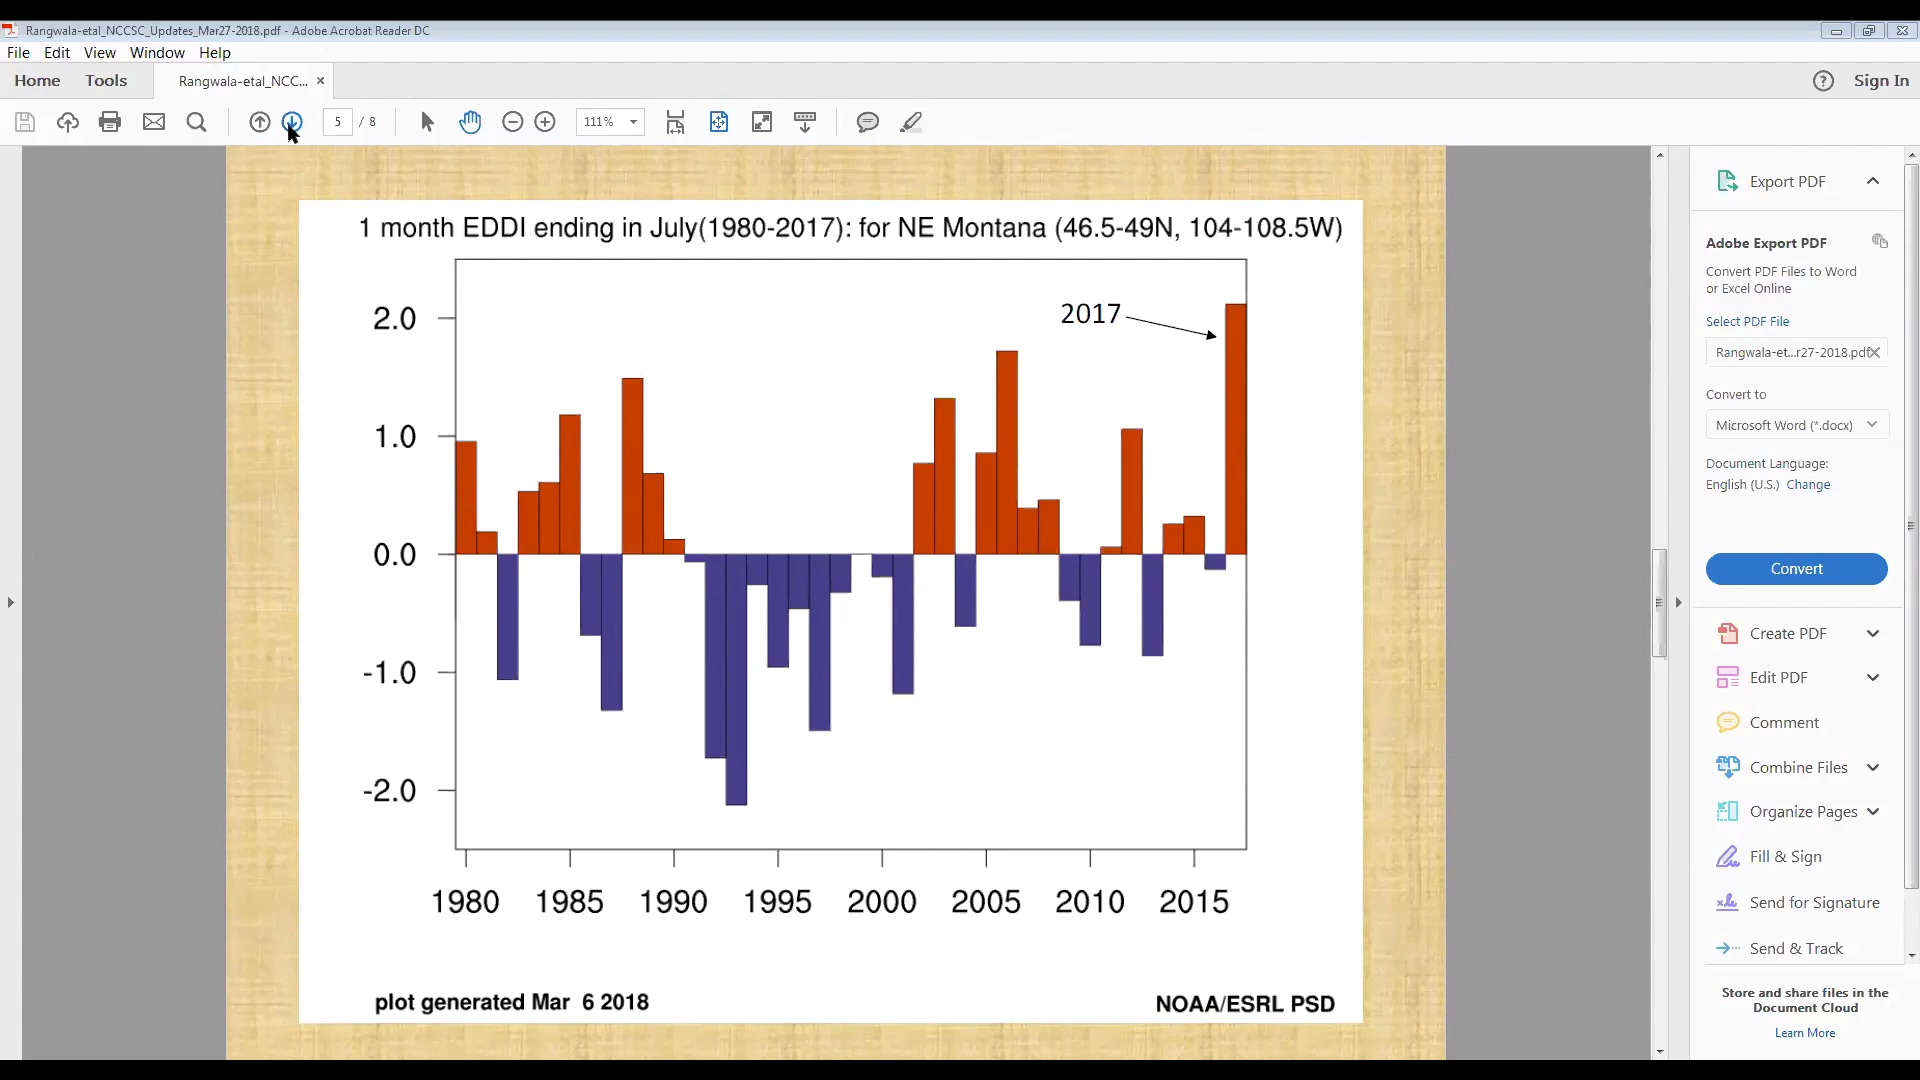 Rangwala-etal_NCCSC_Updates_Mar27-2018.pdf - Adobe Acrobat Reader DC
File Edit View Window Help
Home Tools Rangwala-etal_NCC... × Sign In
5 / 8 111%
Export PDF
Adobe Export PDF
Convert PDF Files to Word
or Excel Online
Select PDF File
Rangwala-et...r27-2018.pdf
Convert to
Microsoft Word (*.docx)
Document Language:
English (U.S.) Change
Convert
Create PDF
Edit PDF
Comment
Combine Files
Organize Pages
Fill & Sign
Send for Signature
Send & Track
Store and share files in the
Document Cloud
Learn More
1 month EDDI ending in July(1980-2017): for NE Montana (46.5-49N, 104-108.5W)
2017
2.0
1.0
0.0
-1.0
-2.0
1980 1985 1990 1995 2000 2005 2010 2015
plot generated Mar 6 2018
NOAA/ESRL PSD